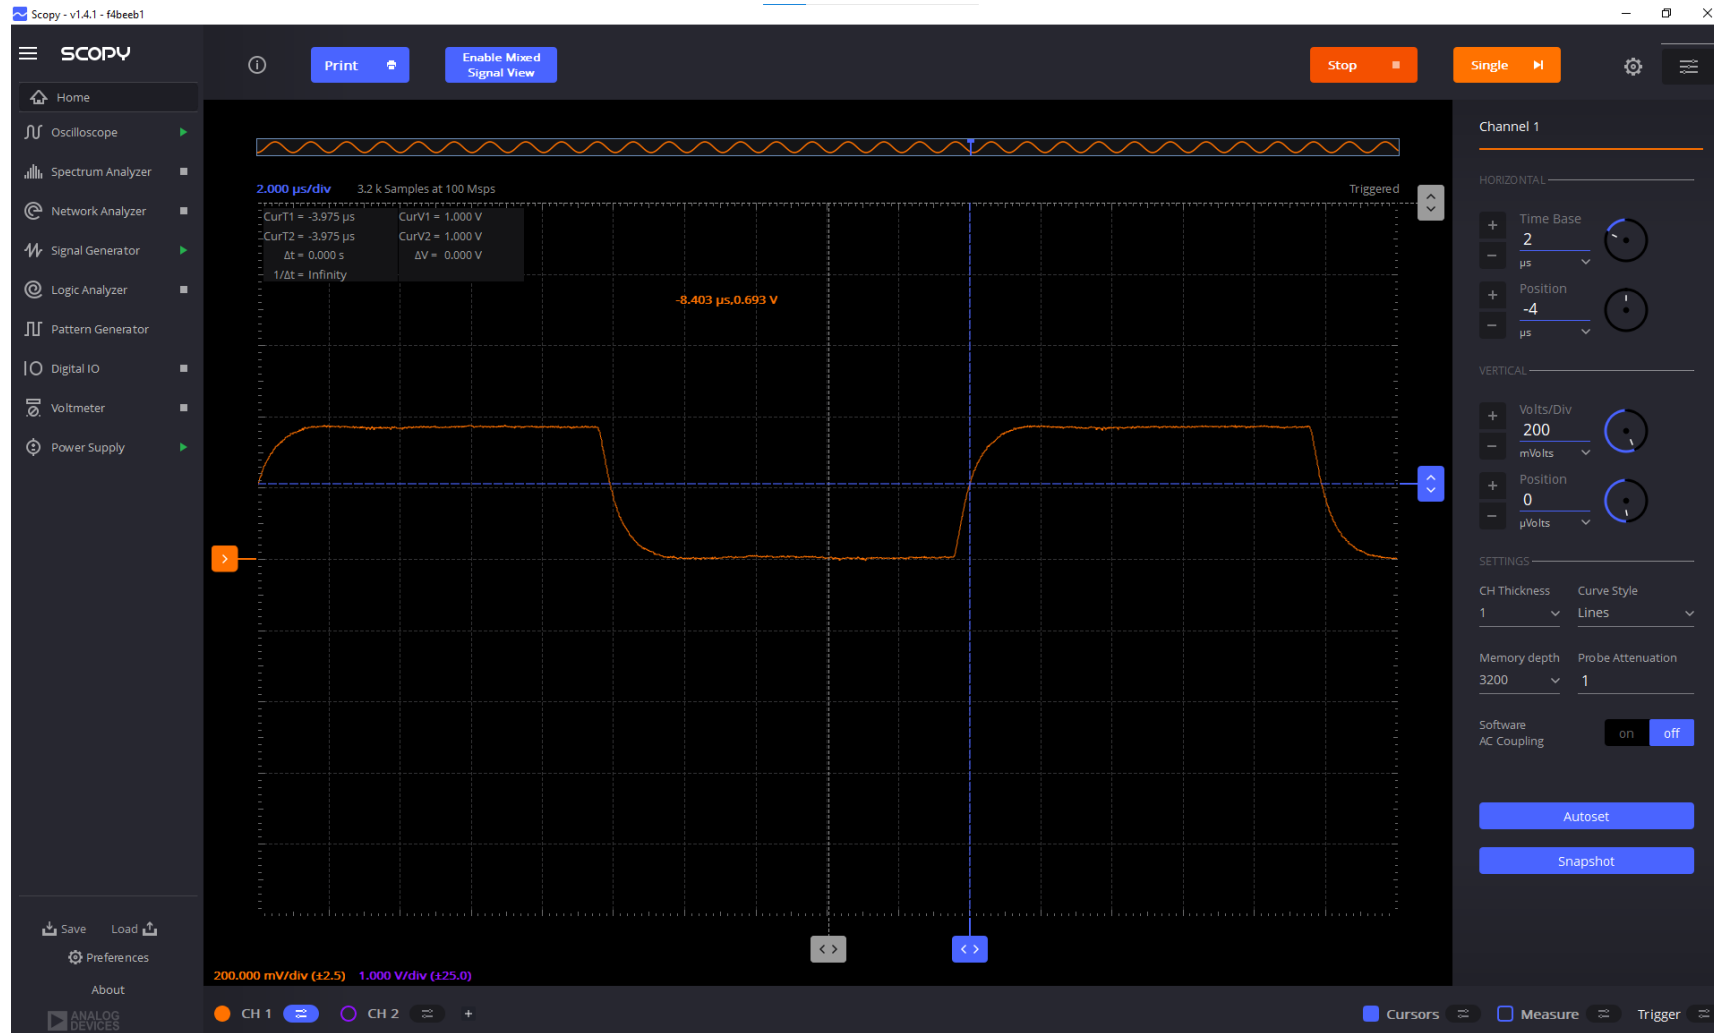 Scopy - v1.4.1 - f4beeb1
SCOPY
Print
Enable Mixed
Signal View
Stop
Single
Home
Oscilloscope
Spectrum Analyzer
Network Analyzer
Signal Generator
Logic Analyzer
Pattern Generator
Digital IO
Voltmeter
Power Supply
Save Load
Preferences
About
ANALOG
DEVICES
2.000 µs/div 3.2 k Samples at 100 Msps Triggered
CurT1 = -3.975 µs CurV1 = 1.000 V
CurT2 = -3.975 µs CurV2 = 1.000 V
Δt = 0.000 s ΔV = 0.000 V
1/Δt = Infinity
-8.403 µs,0.693 V
200.000 mV/div (±2.5) 1.000 V/div (±25.0)
CH 1 CH 2 +
Cursors Measure Trigger
Channel 1
HORIZONTAL
+ Time Base
2
− µs
+ Position
-4
− µs
VERTICAL
+ Volts/Div
200
− mVolts
+ Position
0
− µVolts
SETTINGS
CH Thickness Curve Style
1 Lines
Memory depth Probe Attenuation
3200 1
Software
AC Coupling
on off
Autoset
Snapshot